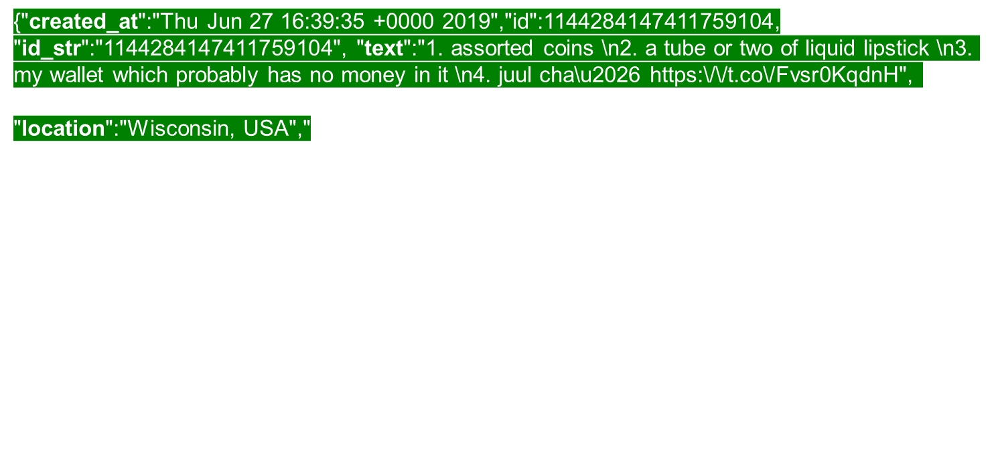 {"created_at":"Thu Jun 27 16:39:35 +0000 2019","id":1144284147411759104,
"id_str":"1144284147411759104", "text":"1. assorted coins \n2. a tube or two of liquid lipstick \n3.
my wallet which probably has no money in it \n4. juul cha\u2026 https:\/\/t.co\/Fvsr0KqdnH",
"location":"Wisconsin, USA","